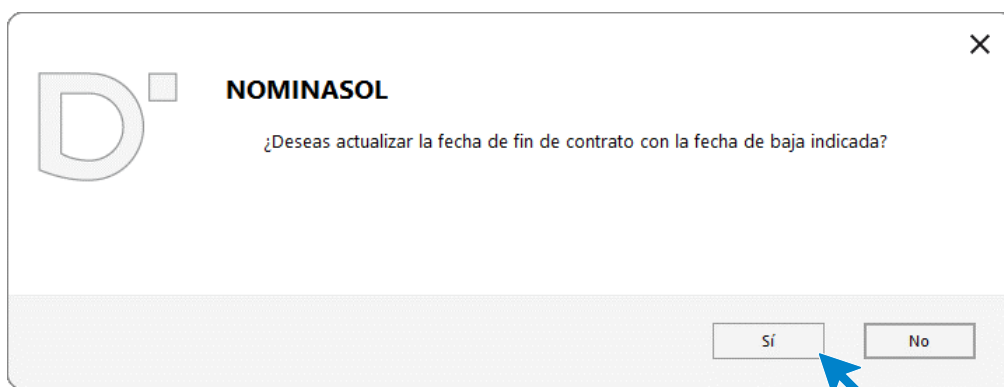 NOMINASOL
¿Deseas actualizar la fecha de fin de contrato con la fecha de baja indicada?
Sí
No